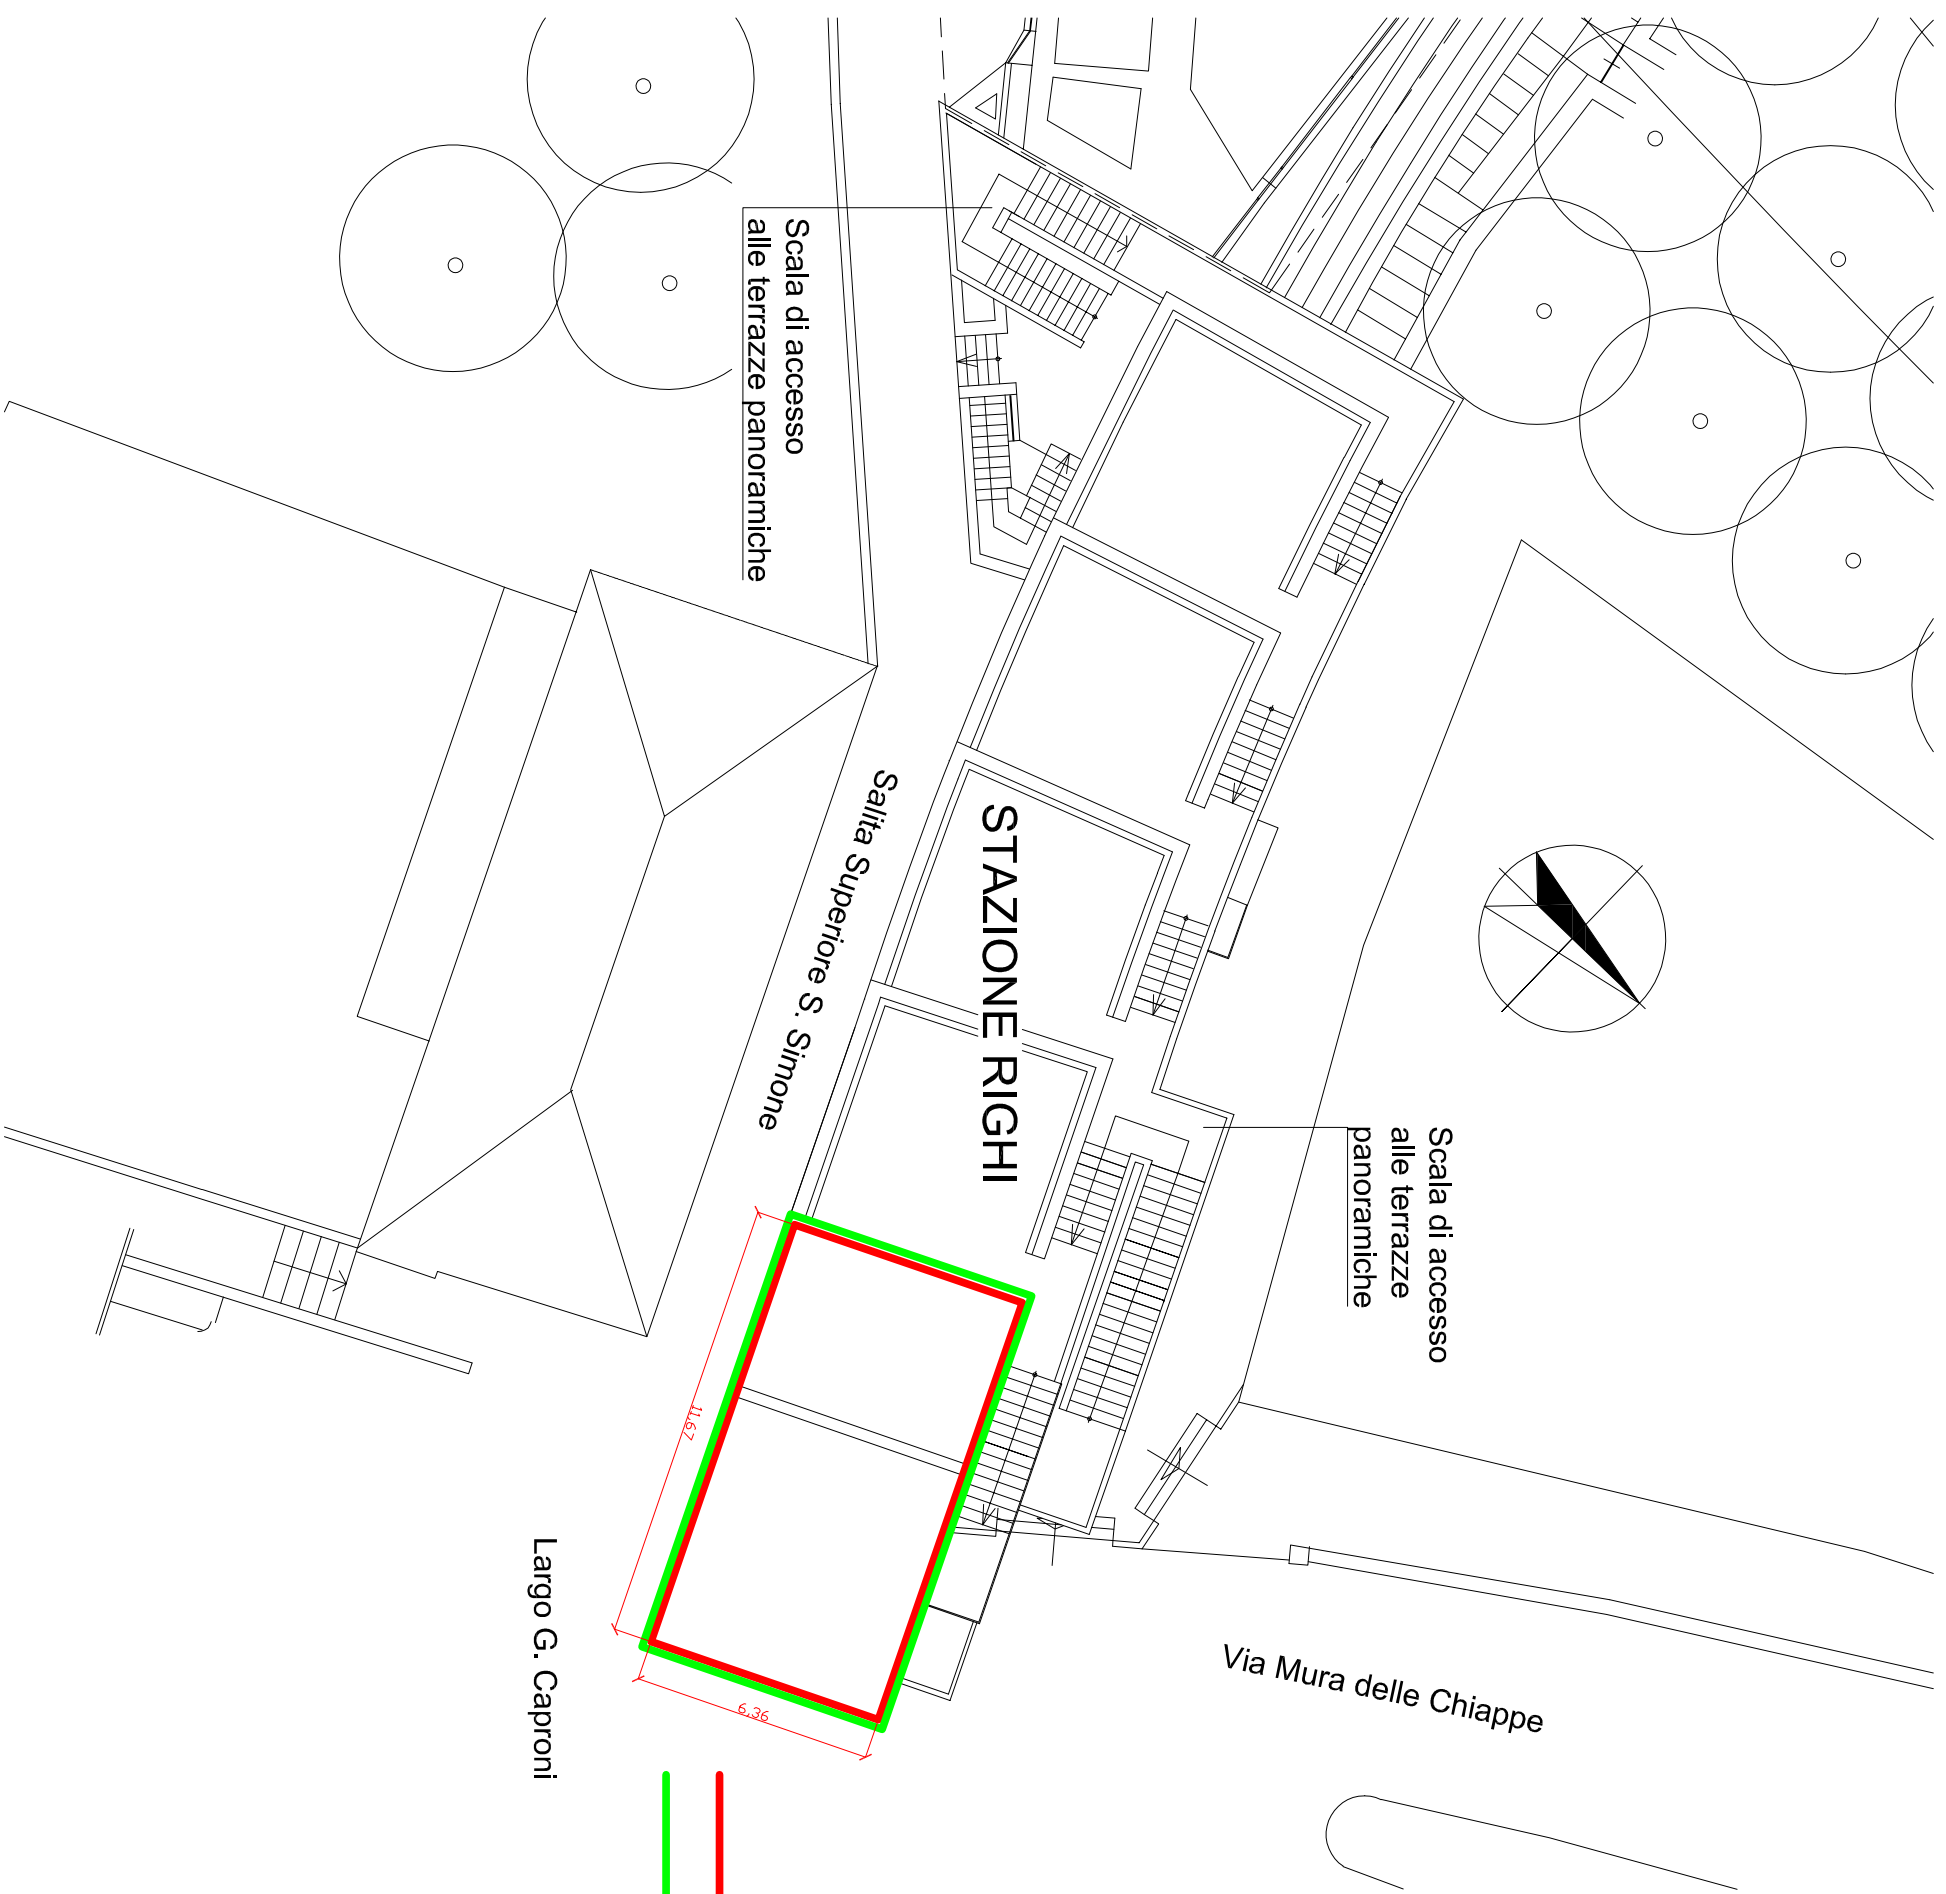 Scala di accesso
alle terrazze panoramiche
Salita Superiore S. Simone
STAZIONE RIGHI
Scala di accesso
alle terrazze
panoramiche
11,67
6,36
Largo G. Caproni
Via Mura delle Chiappe